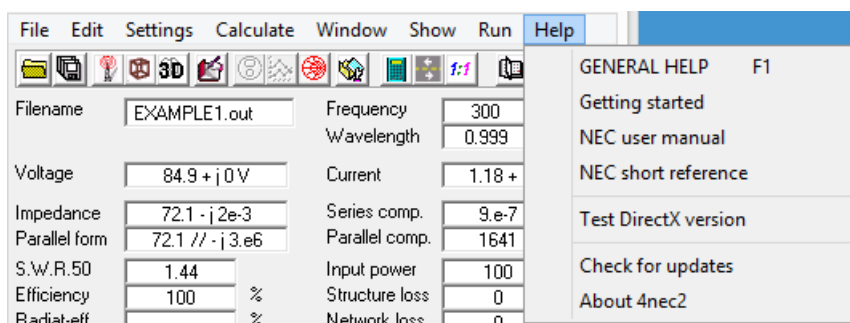 File Edit Settings Calculate Window Show Run Help
3D 1:1
GENERAL HELP F1
Getting started
NEC user manual
NEC short reference
Test DirectX version
Check for updates
About 4nec2
Filename EXAMPLE1.out Frequency 300
Wavelength 0.999
Voltage 84.9 + j 0 V Current 1.18 +
Impedance 72.1 - j 2e-3 Series comp. 9.e-7
Parallel form 72.1 // - j 3.e6 Parallel comp. 1641
S.W.R.50 1.44 Input power 100
Efficiency 100 % Structure loss 0
Radiat-eff. % Network loss 0